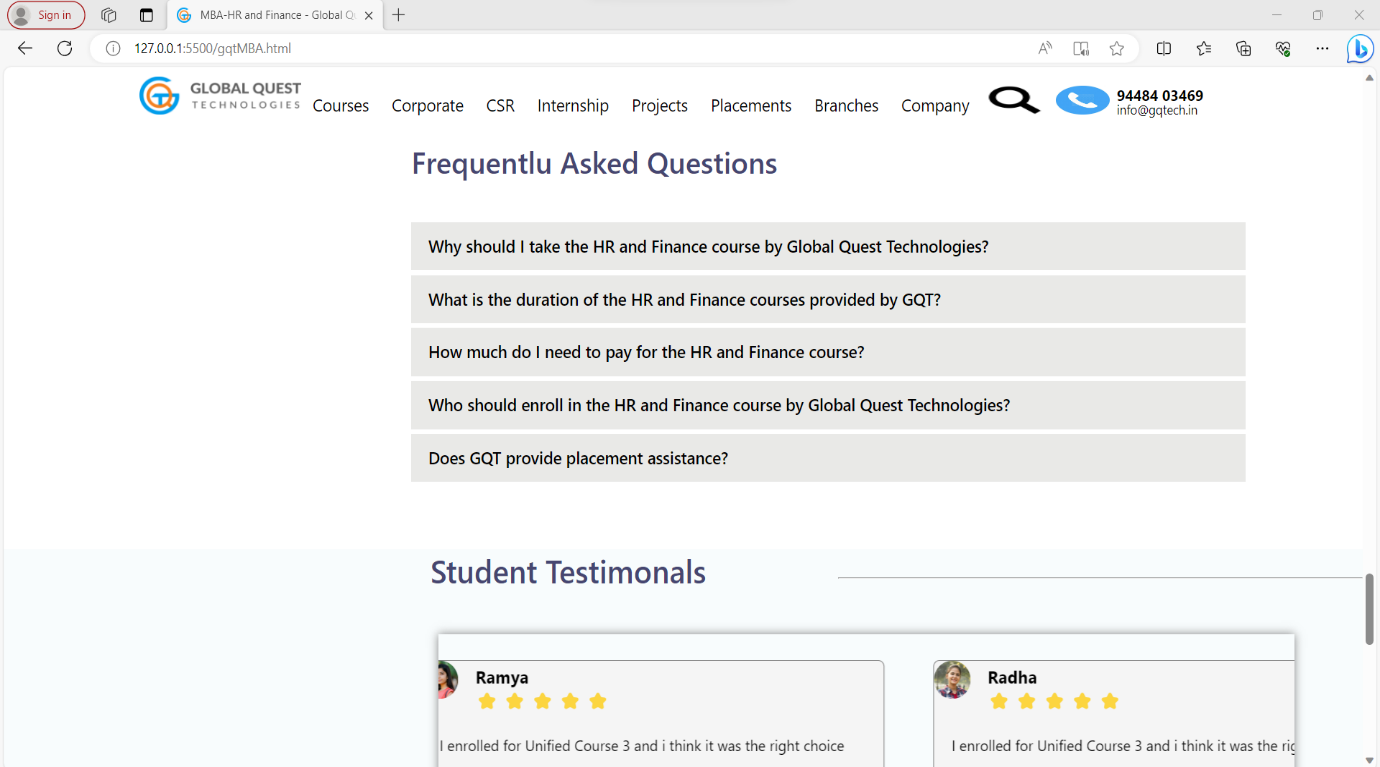 Sign in
MBA-HR and Finance - Global Q
127.0.0.1:5500/gqtMBA.html
GLOBAL QUEST
TECHNOLOGIES
Courses Corporate CSR Internship Projects Placements Branches Company
94484 03469
info@gqtech.in
Frequentlu Asked Questions
Why should I take the HR and Finance course by Global Quest Technologies?
What is the duration of the HR and Finance courses provided by GQT?
How much do I need to pay for the HR and Finance course?
Who should enroll in the HR and Finance course by Global Quest Technologies?
Does GQT provide placement assistance?
Student Testimonals
Ramya
I enrolled for Unified Course 3 and i think it was the right choice
Radha
I enrolled for Unified Course 3 and i think it was the rig